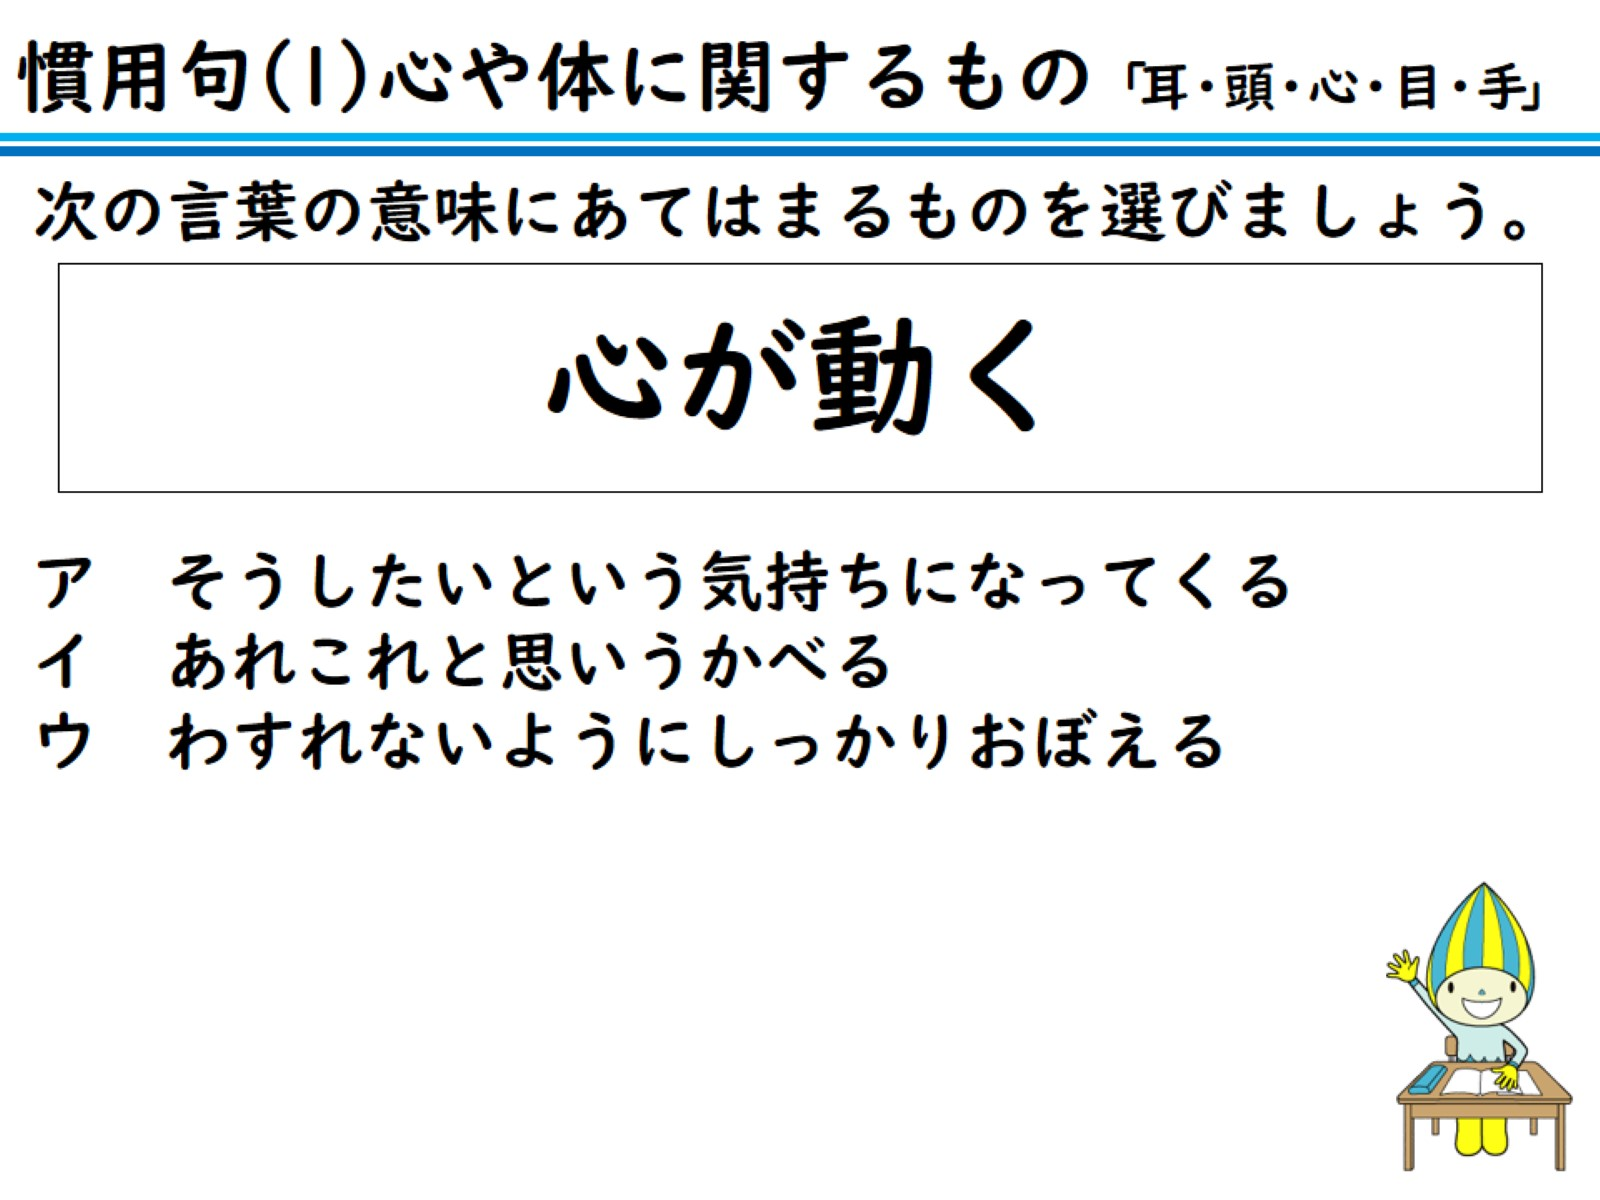 慣用句(1)心や体に関するもの「耳・頭・心・目・手」
次の言葉の意味にあてはまるものを選びましょう。
心が動く
ア　そうしたいという気持ちになってくる
イ　あれこれと思いうかべる
ウ　わすれないようにしっかりおぼえる